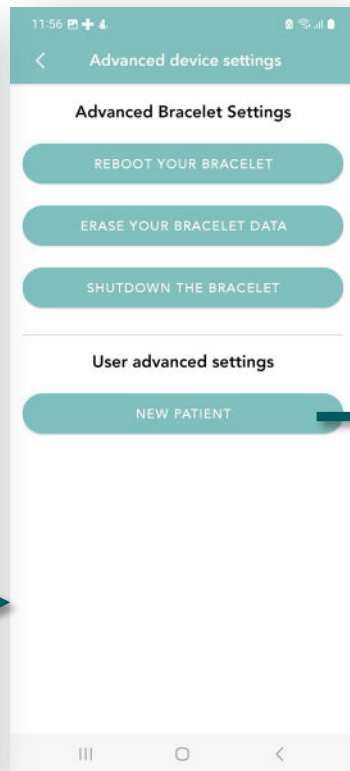 11:56
Advanced device settings
Advanced Bracelet Settings
REBOOT YOUR BRACELET
ERASE YOUR BRACELET DATA
SHUTDOWN THE BRACELET
User advanced settings
NEW PATIENT